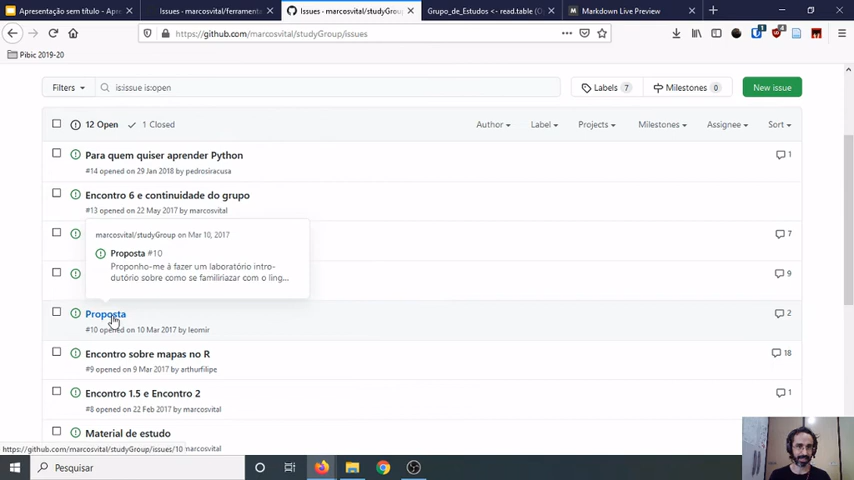 Apresentação sem título - Apre
Issues - marcosvital/ferramenta
Issues - marcosvital/studyGroup
Grupo_de_Estudos <- read.table (O
Markdown Live Preview
https://github.com/marcosvital/studyGroup/issues
Pibic 2019-20
Filters
is:issue is:open
Labels 7
Milestones 0
New issue
12 Open
1 Closed
Author
Label
Projects
Milestones
Assignee
Sort
Para quem quiser aprender Python
1
#14 opened on 29 Jan 2018 by pedrosiracusa
Encontro 6 e continuidade do grupo
#13 opened on 22 May 2017 by marcosvital
marcosvital/studyGroup on Mar 10, 2017
7
Proposta #10
Proponho-me à fazer um laboratório intro-
dutório sobre como se familiriazar com o ling...
9
Proposta
2
#10 opened on 10 Mar 2017 by leomir
Encontro sobre mapas no R
18
#9 opened on 9 Mar 2017 by arthurfilipe
Encontro 1.5 e Encontro 2
1
#8 opened on 22 Feb 2017 by marcosvital
Material de estudo
https://github.com/marcosvital/studyGroup/issues/10
marcosvital
Pesquisar